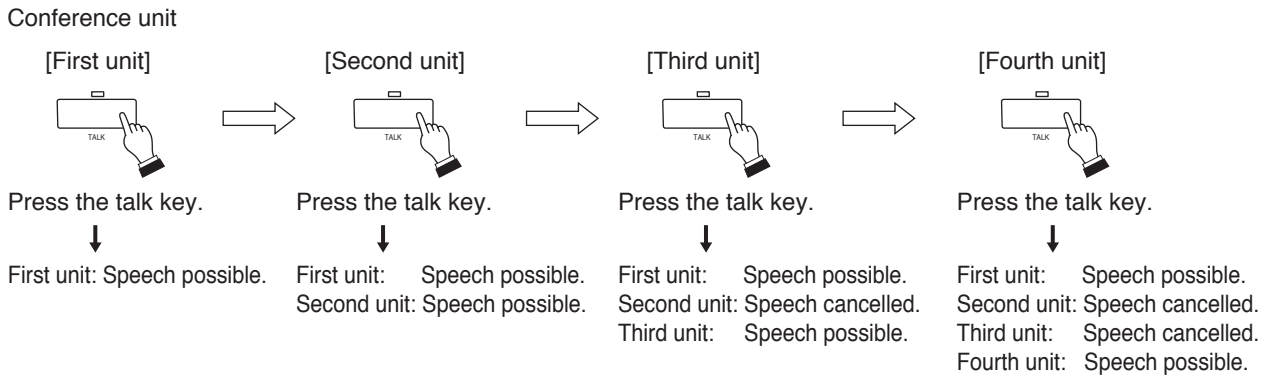 Conference unit
[First unit]
[Second unit]
[Third unit]
[Fourth unit]
TALK
TALK
TALK
TALK
Press the talk key.
Press the talk key.
Press the talk key.
Press the talk key.
First unit: Speech possible.
First unit: Speech possible.
Second unit: Speech possible.
First unit: Speech possible.
Second unit: Speech cancelled.
Third unit: Speech possible.
First unit: Speech possible.
Second unit: Speech cancelled.
Third unit: Speech cancelled.
Fourth unit: Speech possible.